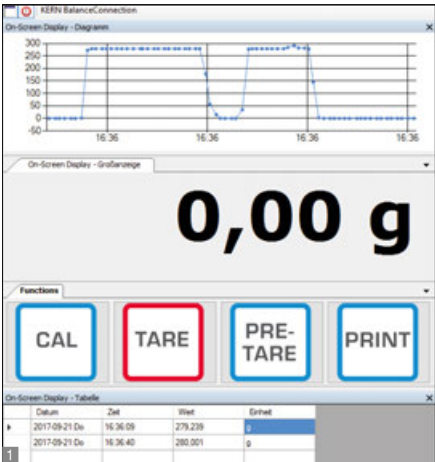 KERN BalanceConnection
On-Screen Display - Diagramm
300
250
200
150
100
50
0
-50
16:36 16:36 16:36 16:36
On-Screen Display - Großanzeige
0,00 g
Functions
CAL TARE PRE-TARE PRINT
On-Screen Display - Tabelle
Datum Zeit Wert Einheit
2017-09-21 Do 16:36:09 279,239 g
2017-09-21 Do 16:36:40 280,001 g
1